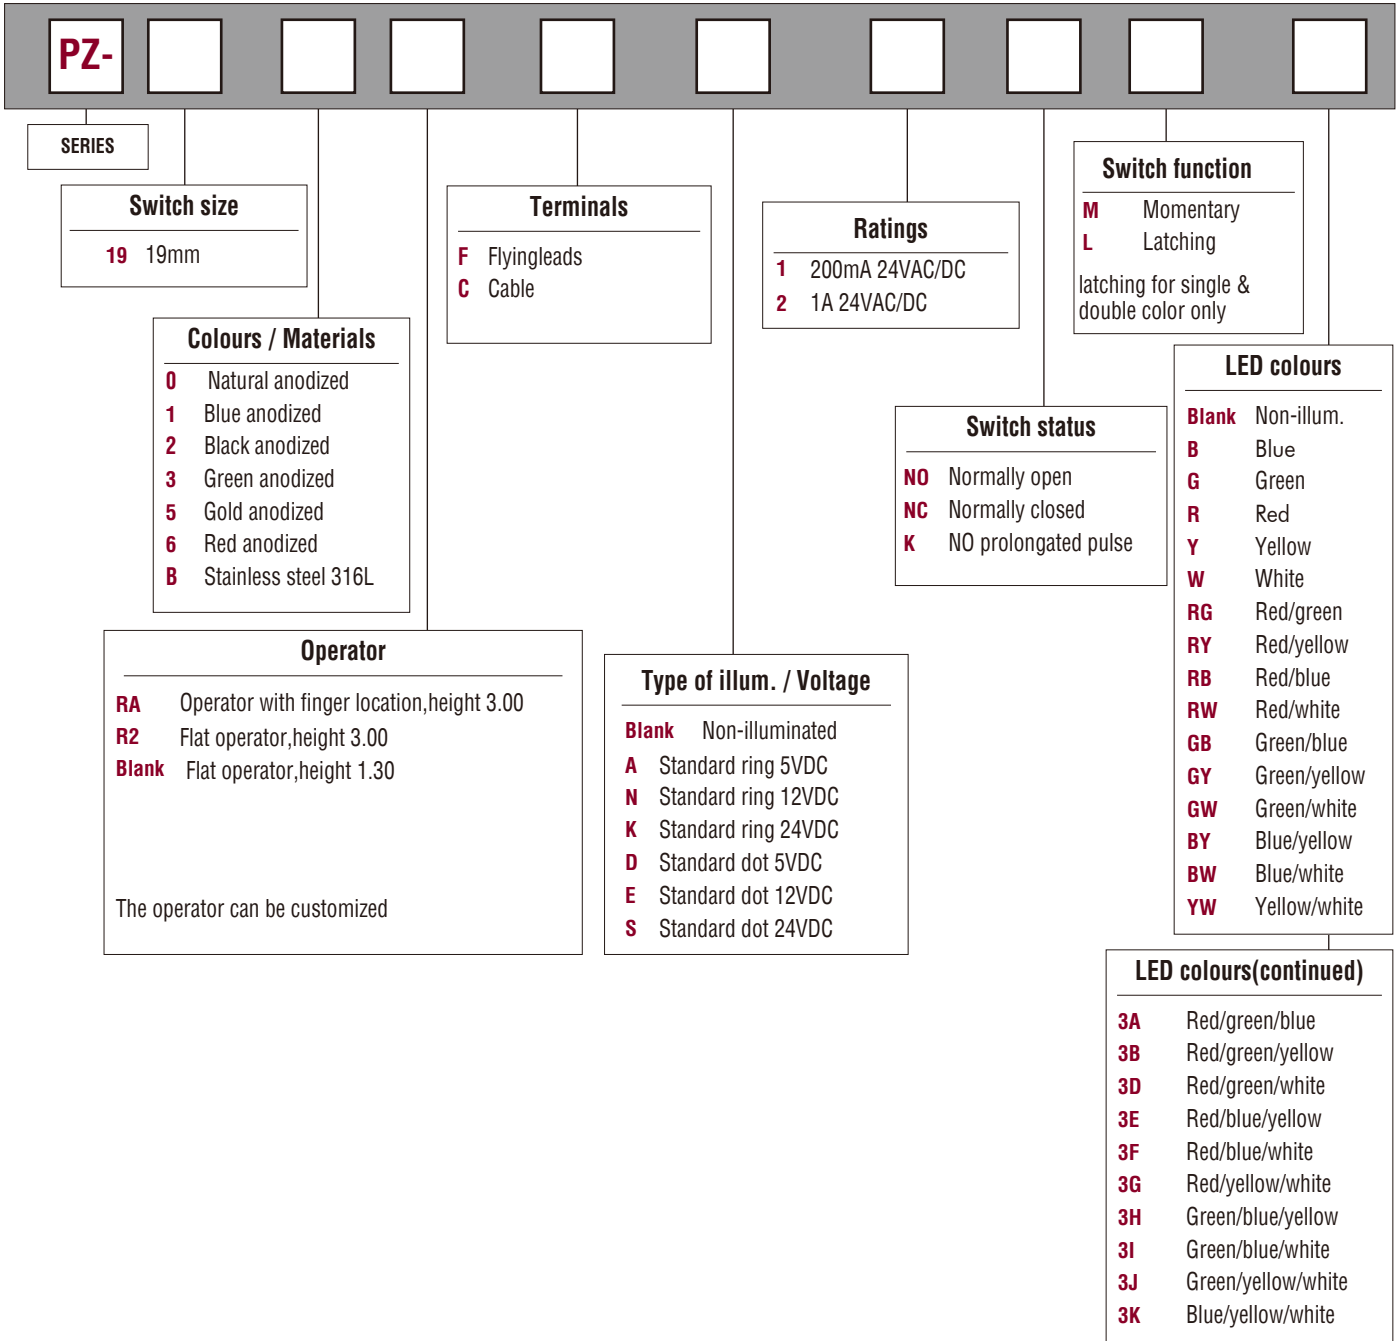 PZ-
SERIES
Switch size
19 19mm
Colours / Materials
0 Natural anodized
1 Blue anodized
2 Black anodized
3 Green anodized
5 Gold anodized
6 Red anodized
B Stainless steel 316L
Operator
RA Operator with finger location,height 3.00
R2 Flat operator,height 3.00
Blank Flat operator,height 1.30
The operator can be customized
Terminals
F Flyingleads
C Cable
Type of illum. / Voltage
Blank Non-illuminated
A Standard ring 5VDC
N Standard ring 12VDC
K Standard ring 24VDC
D Standard dot 5VDC
E Standard dot 12VDC
S Standard dot 24VDC
Ratings
1 200mA 24VAC/DC
2 1A 24VAC/DC
Switch status
NO Normally open
NC Normally closed
K NO prolongated pulse
Switch function
M Momentary
L Latching
latching for single &
double color only
LED colours
Blank Non-illum.
B Blue
G Green
R Red
Y Yellow
W White
RG Red/green
RY Red/yellow
RB Red/blue
RW Red/white
GB Green/blue
GY Green/yellow
GW Green/white
BY Blue/yellow
BW Blue/white
YW Yellow/white
LED colours(continued)
3A Red/green/blue
3B Red/green/yellow
3D Red/green/white
3E Red/blue/yellow
3F Red/blue/white
3G Red/yellow/white
3H Green/blue/yellow
3I Green/blue/white
3J Green/yellow/white
3K Blue/yellow/white